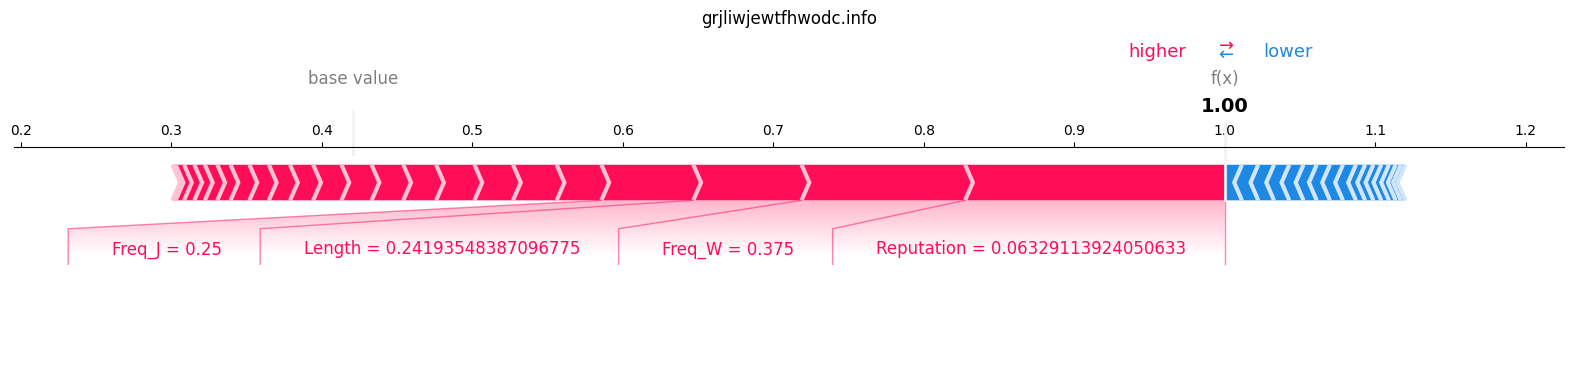 grjliwjewtfhwodc.info
higher ⇄ lower
base value f(x)
1.00
0.2 0.3 0.4 0.5 0.6 0.7 0.8 0.9 1.0 1.1 1.2
Freq_J = 0.25 Length = 0.24193548387096775 Freq_W = 0.375 Reputation = 0.06329113924050633